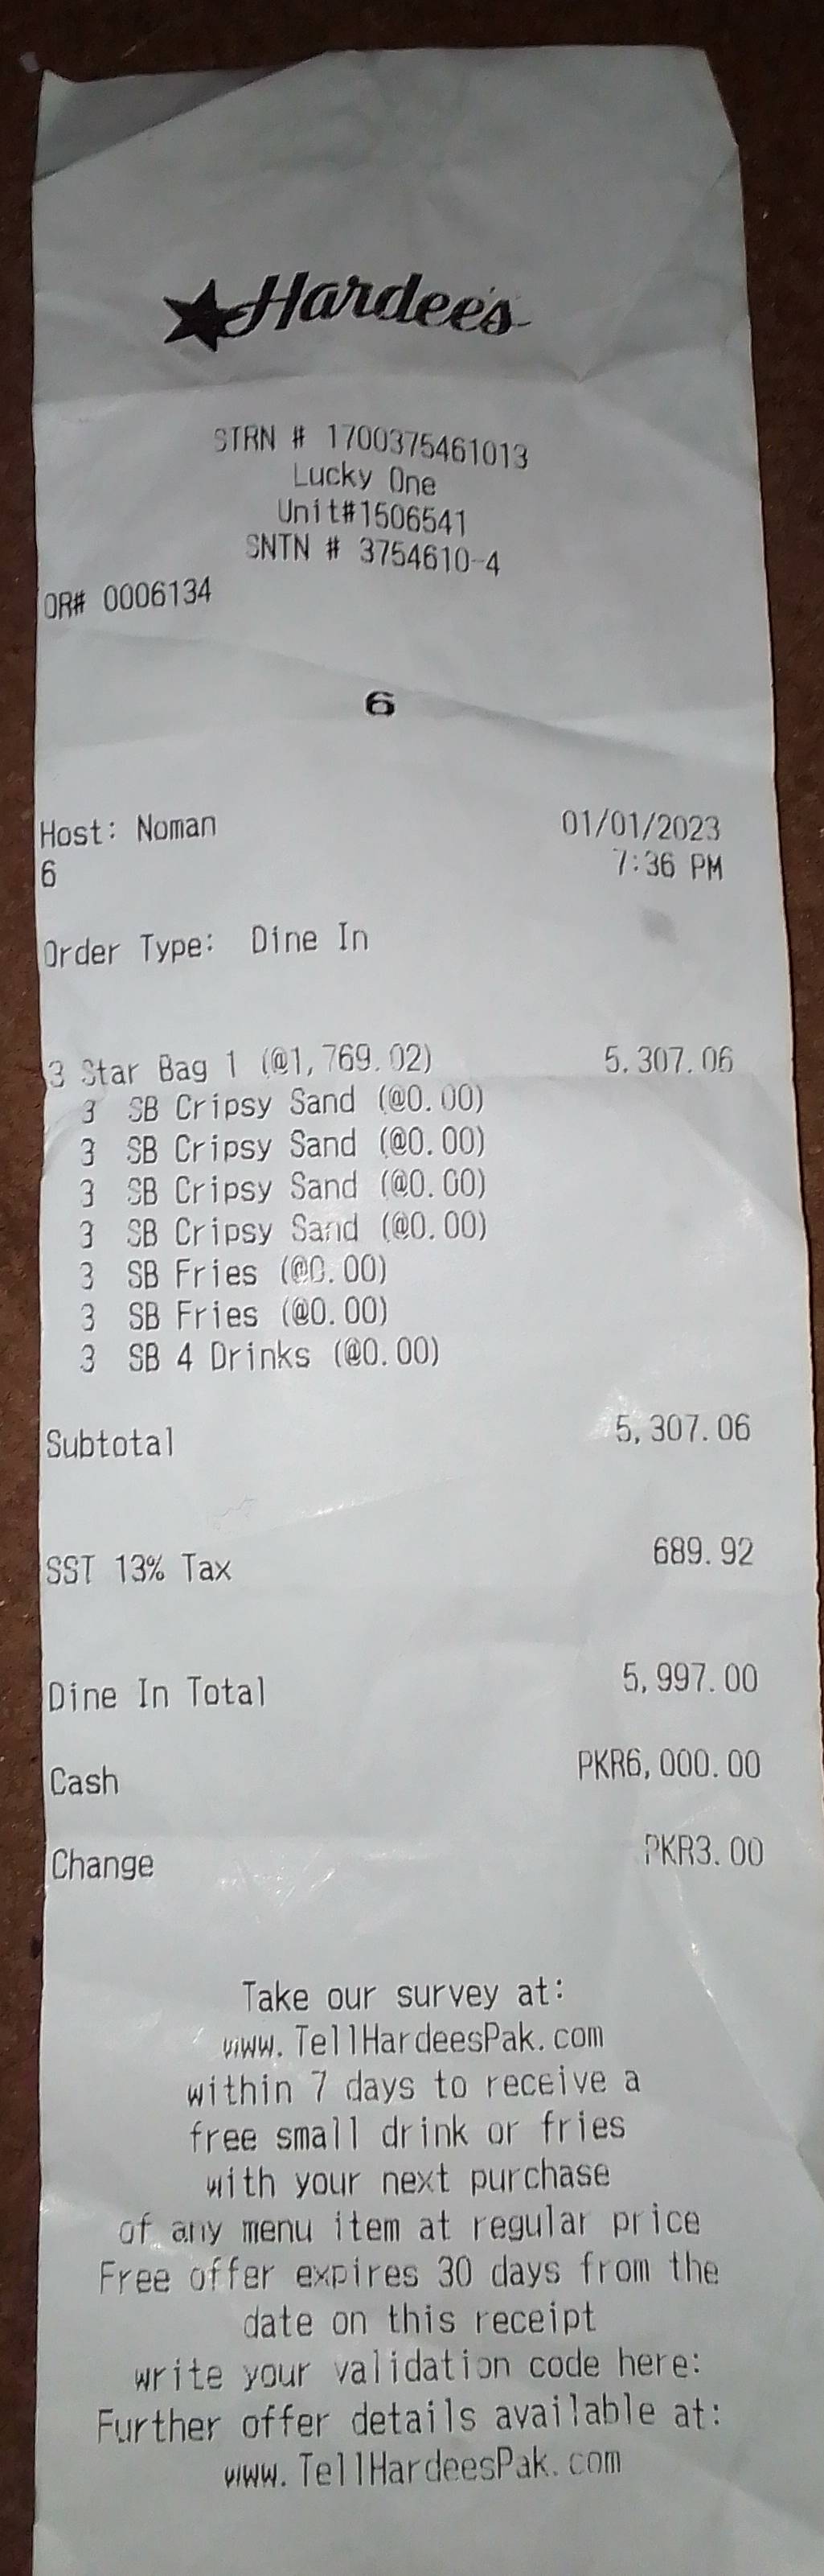 Hardee's
STRN # 1700375461013
Lucky One
Unit#1506541
SNTN # 3754610-4
OR# 0006134
6
Host: Noman 01/01/2023
6 7:36 PM
Order Type: Dine In
3 Star Bag 1 (@1,769.02) 5,307.06
3 SB Cripsy Sand (@0.00)
3 SB Cripsy Sand (@0.00)
3 SB Cripsy Sand (@0.00)
3 SB Cripsy Sand (@0.00)
3 SB Fries (@0.00)
3 SB Fries (@0.00)
3 SB 4 Drinks (@0.00)
Subtotal 5,307.06
SST 13% Tax 689.92
Dine In Total 5,997.00
Cash PKR6,000.00
Change PKR3.00
Take our survey at:
www.TellHardeesPak.com
within 7 days to receive a
free small drink or fries
with your next purchase
of any menu item at regular price
Free offer expires 30 days from the
date on this receipt
write your validation code here:
Further offer details available at:
www.TellHardeesPak.com